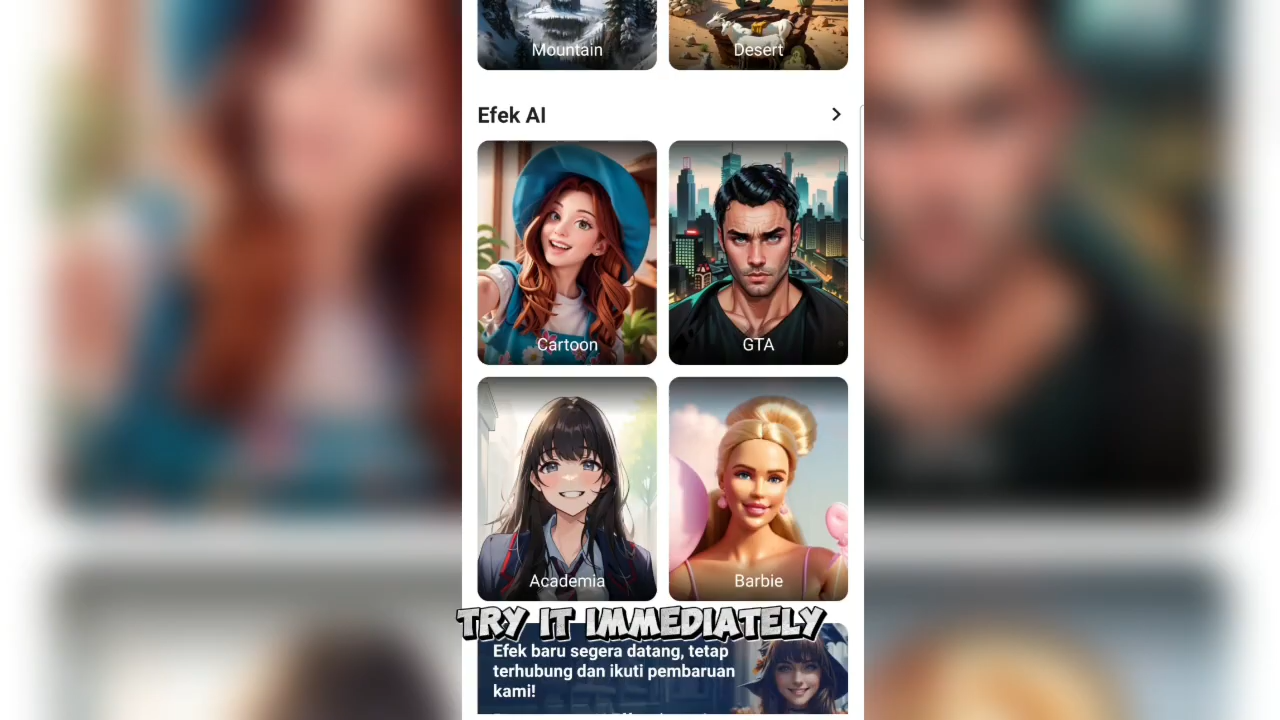 Mountain
Desert
Efek AI
Cartoon
GTA
Academia
Barbie
TRY IT IMMEDIATELY
Efek baru segera datang, tetap
terhubung dan ikuti pembaruan
kami!